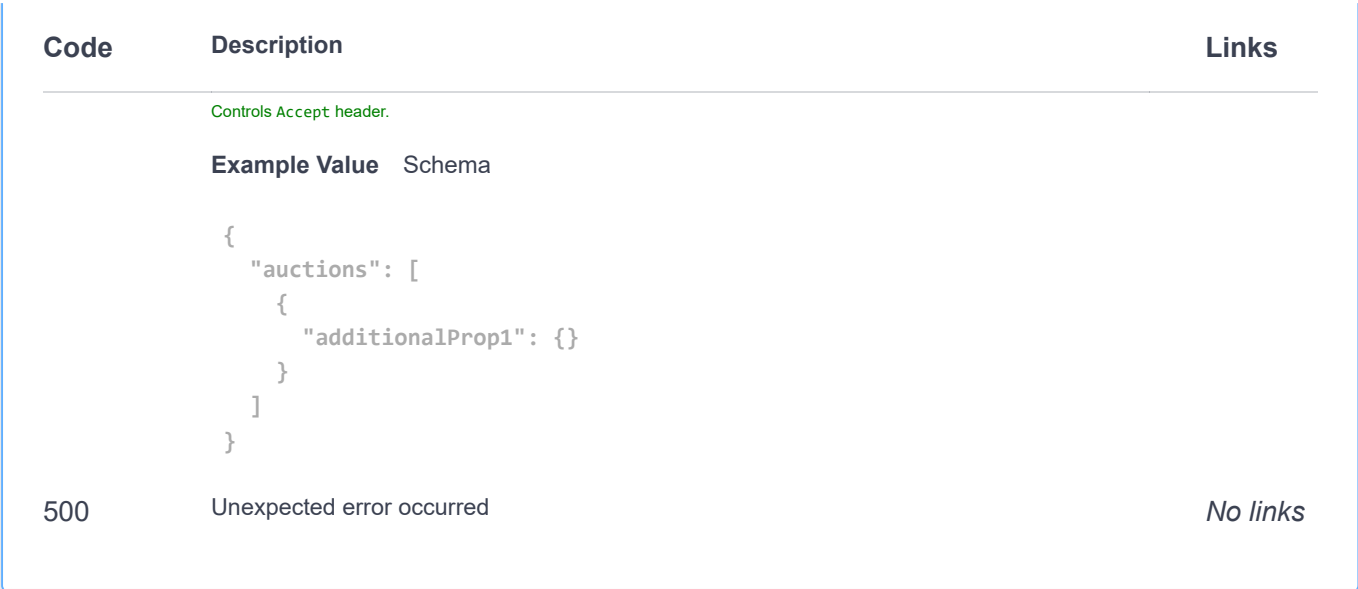 Code Description Links
Controls Accept header.
Example Value Schema
{
  "auctions": [
    {
      "additionalProp1": {}
    }
  ]
}
500 Unexpected error occurred No links